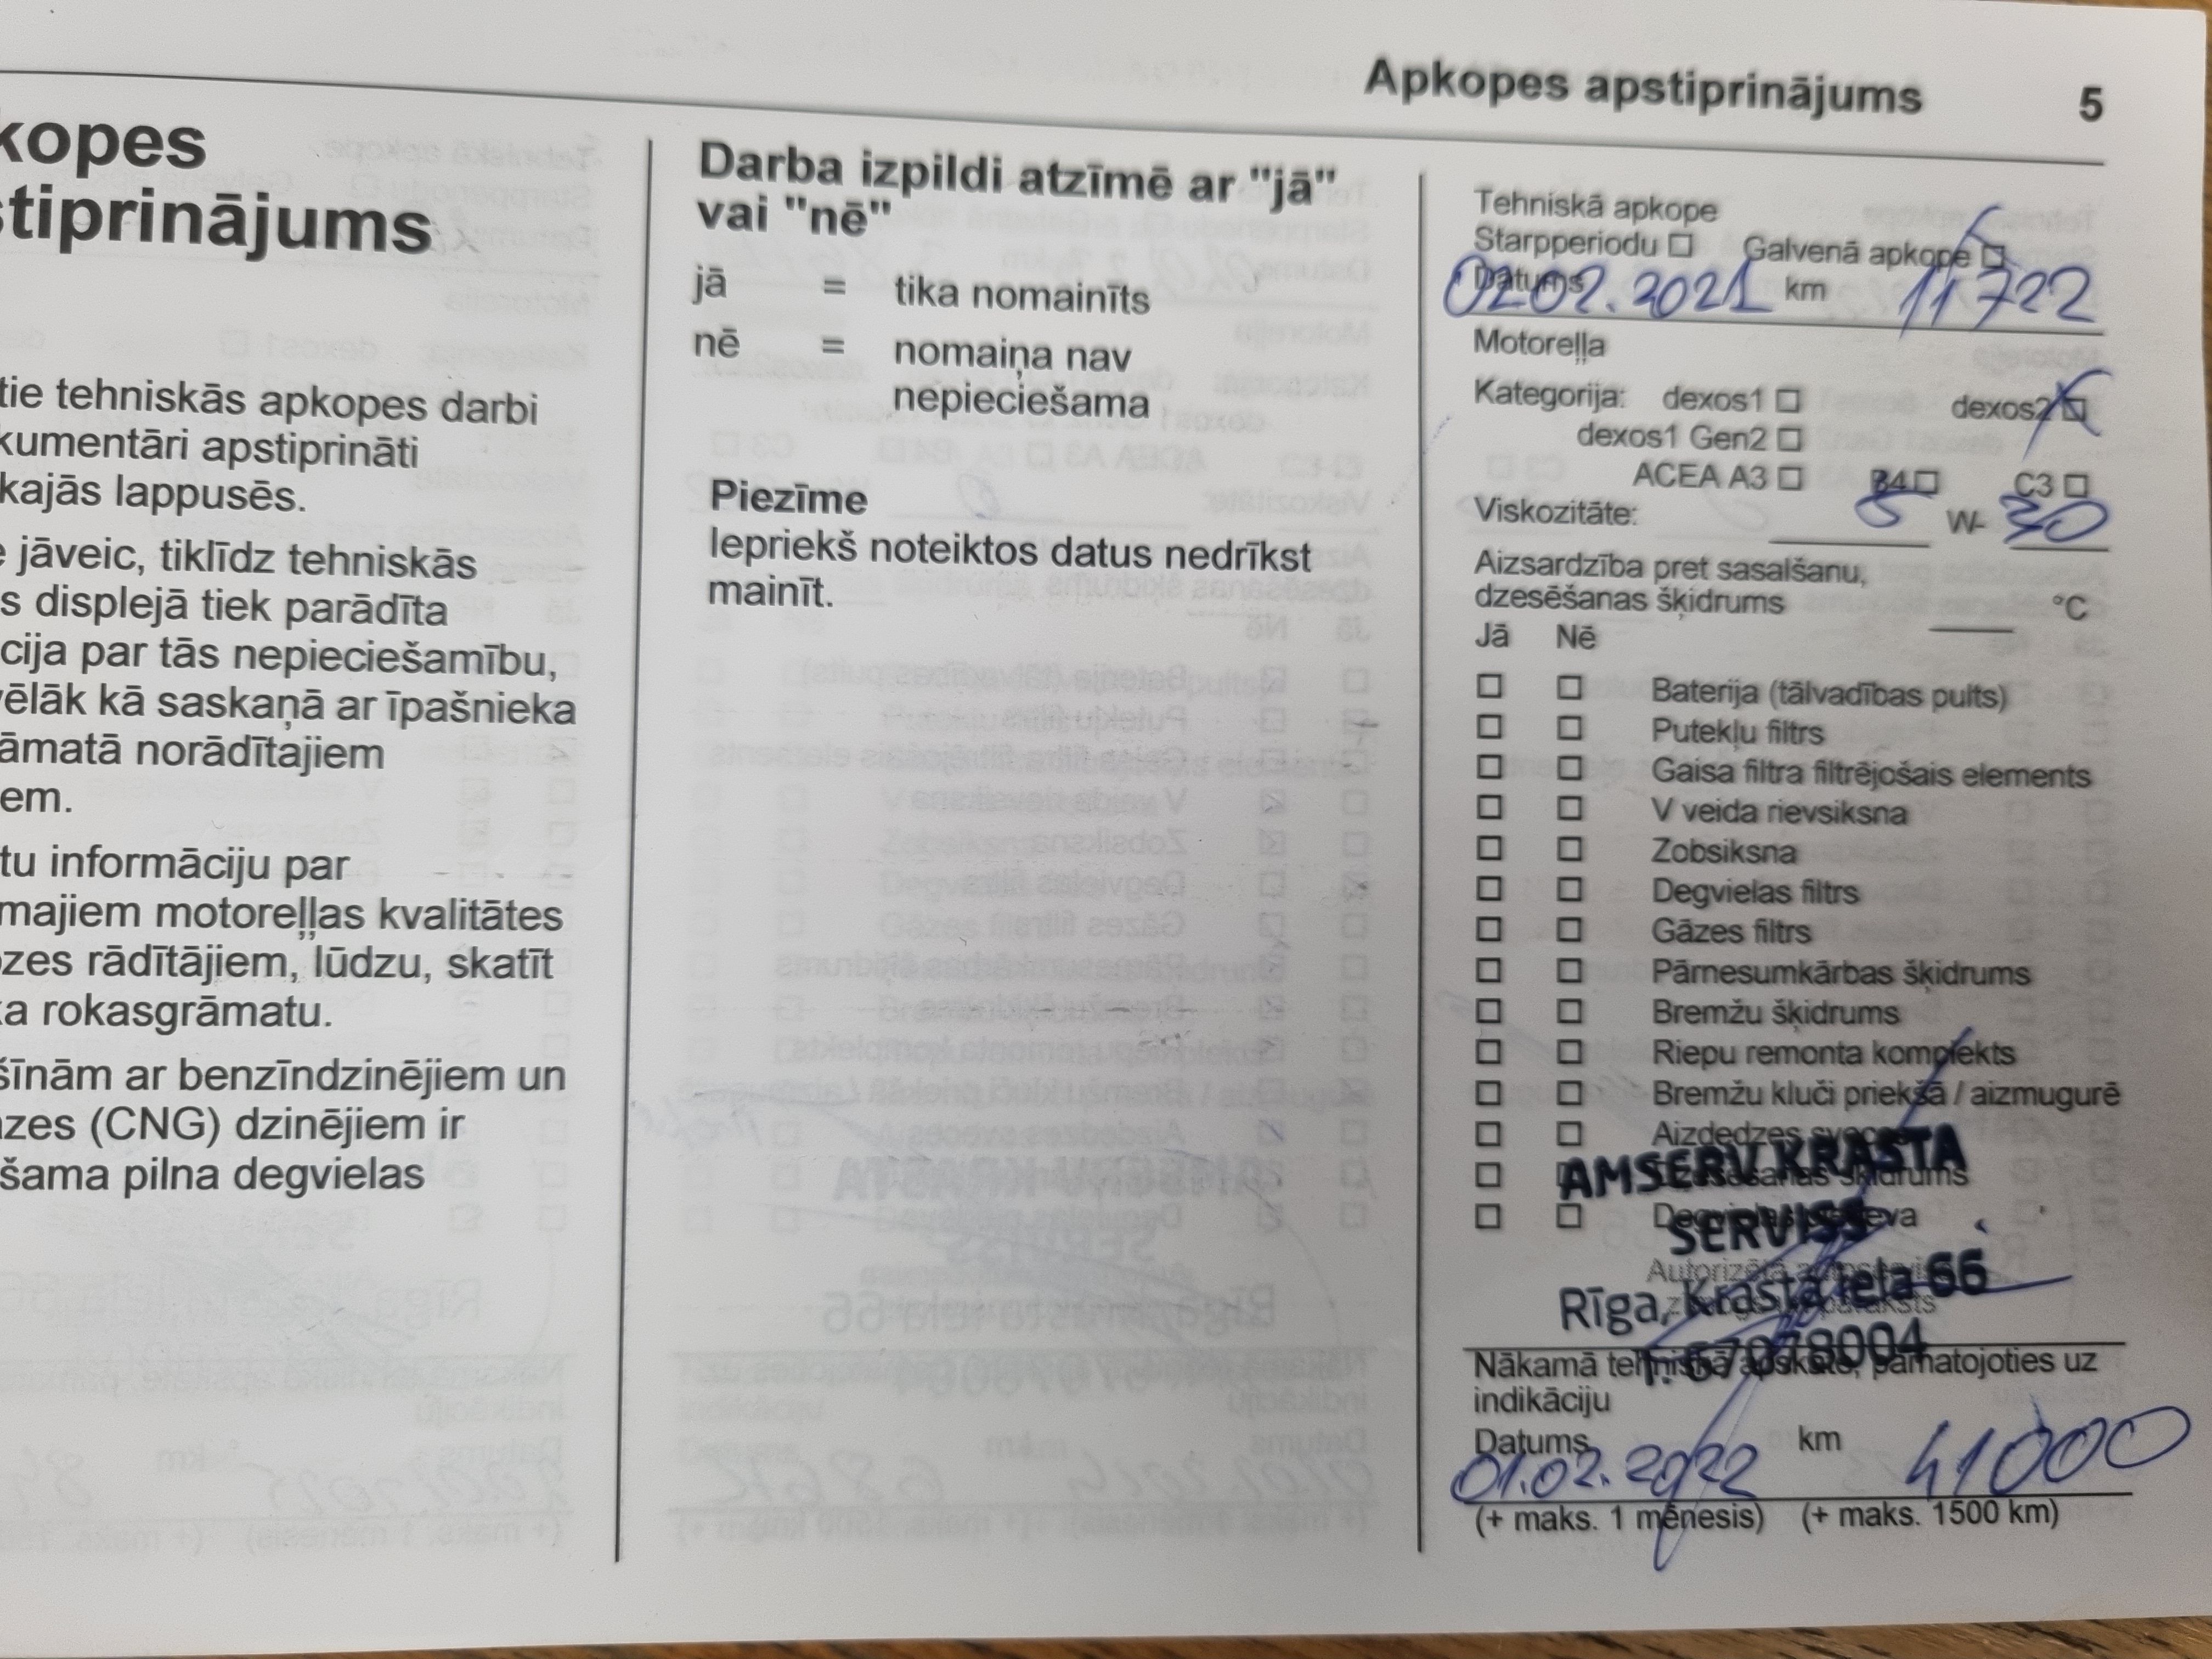 Apkopes apstiprinājums 5
kopes
stiprinājums
tie tehniskās apkopes darbi
kumentāri apstiprināti
kajās lappusēs.
e jāveic, tiklīdz tehniskās
s displejā tiek parādīta
cija par tās nepieciešamību,
vēlāk kā saskaņā ar īpašnieka
āmatā norādītajiem
em.
tu informāciju par
majiem motoreļļas kvalitātes
ozes rādītājiem, lūdzu, skatīt
ka rokasgrāmatu.
šīnām ar benzīndzinējiem un
āzes (CNG) dzinējiem ir
šama pilna degvielas
Darba izpildi atzīmē ar "jā"
vai "nē"
jā = tika nomainīts
nē = nomaiņa nav
nepieciešama
Piezīme
Iepriekš noteiktos datus nedrīkst
mainīt.
Tehniskā apkope
Starpperiodu Galvenā apkope
Datums 02.02.2021 km 11722
Motoreļļa
Kategorija: dexos1 dexos2
dexos1 Gen2
ACEA A3 B4 C3
Viskozitāte: 5 W- 30
Aizsardzība pret sasalšanu,
dzesēšanas šķidrums °C
Jā Nē
Baterija (tālvadības pults)
Putekļu filtrs
Gaisa filtra filtrējošais elements
V veida rievsiksna
Zobsiksna
Degvielas filtrs
Gāzes filtrs
Pārnesumkārbas šķidrums
Bremžu šķidrums
Riepu remonta komplekts
Bremžu kluči priekšā / aizmugurē
Aizdedzes sveces
Dzesēšanas šķidrums
AMSERV KRASTA
SERVISS
Rīga, Krasta iela 66
T. 67078004
Nākamā tehniskā apskate, pamatojoties uz
indikāciju
Datums 01.02.2022 km 41000
(+ maks. 1 mēnesis) (+ maks. 1500 km)